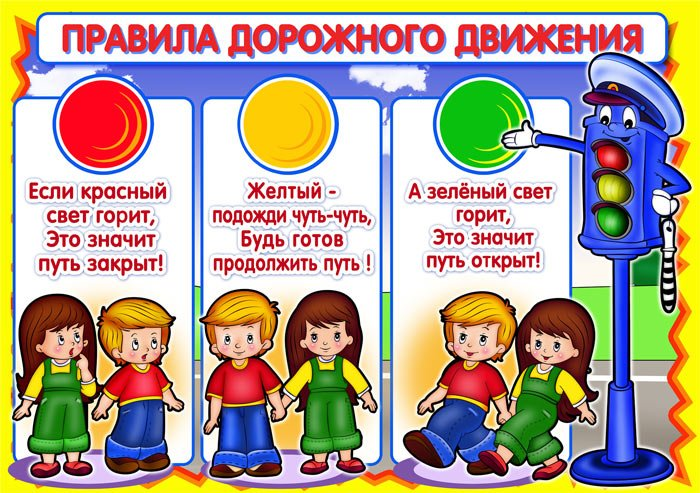 ПРАВИЛА ДОРОЖНОГО ДВИЖЕНИЯ
Если красный
свет горит,
Это значит
путь закрыт!
Желтый -
подожди чуть-чуть,
Будь готов
продолжить путь !
А зелёный свет
горит,
Это значит
путь открыт!